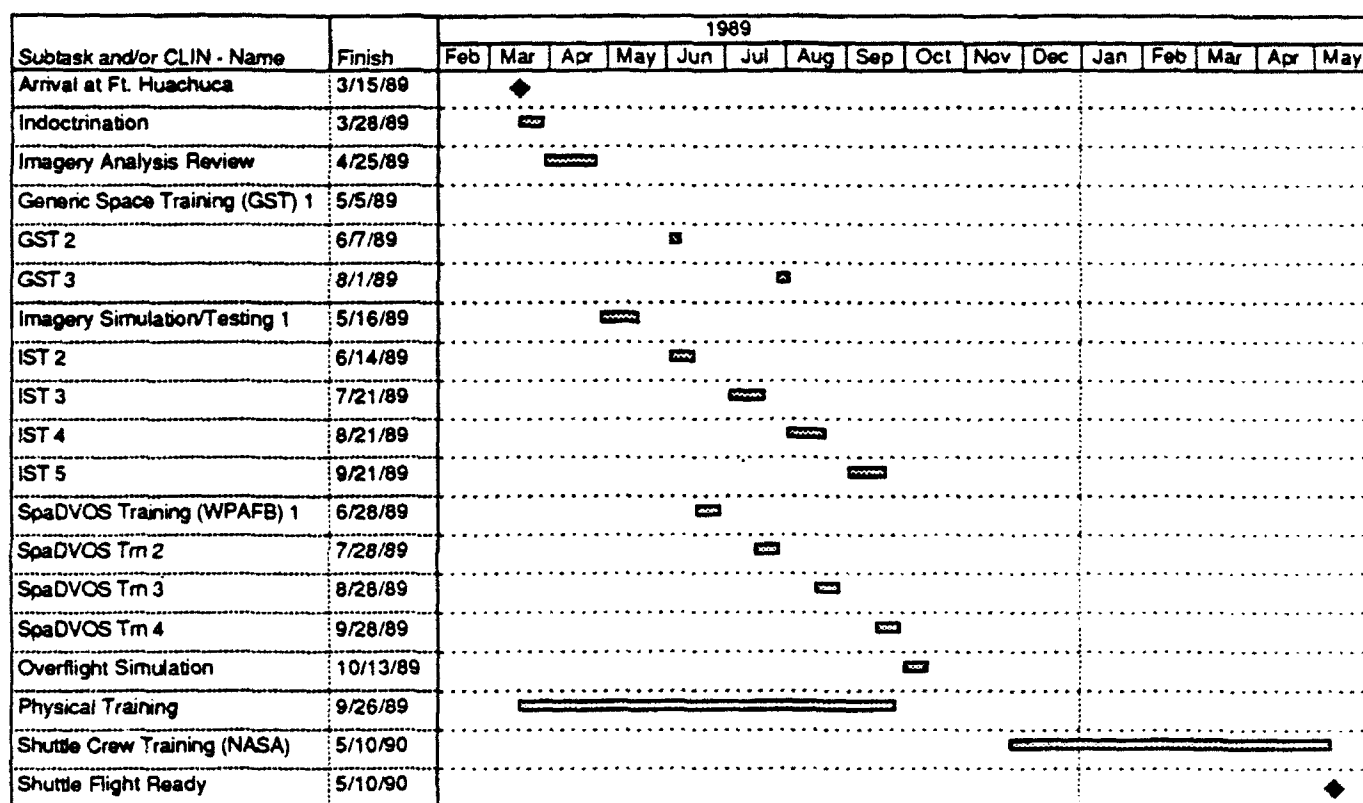 1989
Subtask and/or CLIN - Name Finish Feb Mar Apr May Jun Jul Aug Sep Oct Nov Dec Jan Feb Mar Apr May
Arrival at Ft. Huachuca 3/15/89
Indoctrination 3/28/89
Imagery Analysis Review 4/25/89
Generic Space Training (GST) 1 5/5/89
GST 2 6/7/89
GST 3 8/1/89
Imagery Simulation/Testing 1 5/16/89
IST 2 6/14/89
IST 3 7/21/89
IST 4 8/21/89
IST 5 9/21/89
SpaDVOS Training (WPAFB) 1 6/28/89
SpaDVOS Trn 2 7/28/89
SpaDVOS Trn 3 8/28/89
SpaDVOS Trn 4 9/28/89
Overflight Simulation 10/13/89
Physical Training 9/26/89
Shuttle Crew Training (NASA) 5/10/90
Shuttle Flight Ready 5/10/90